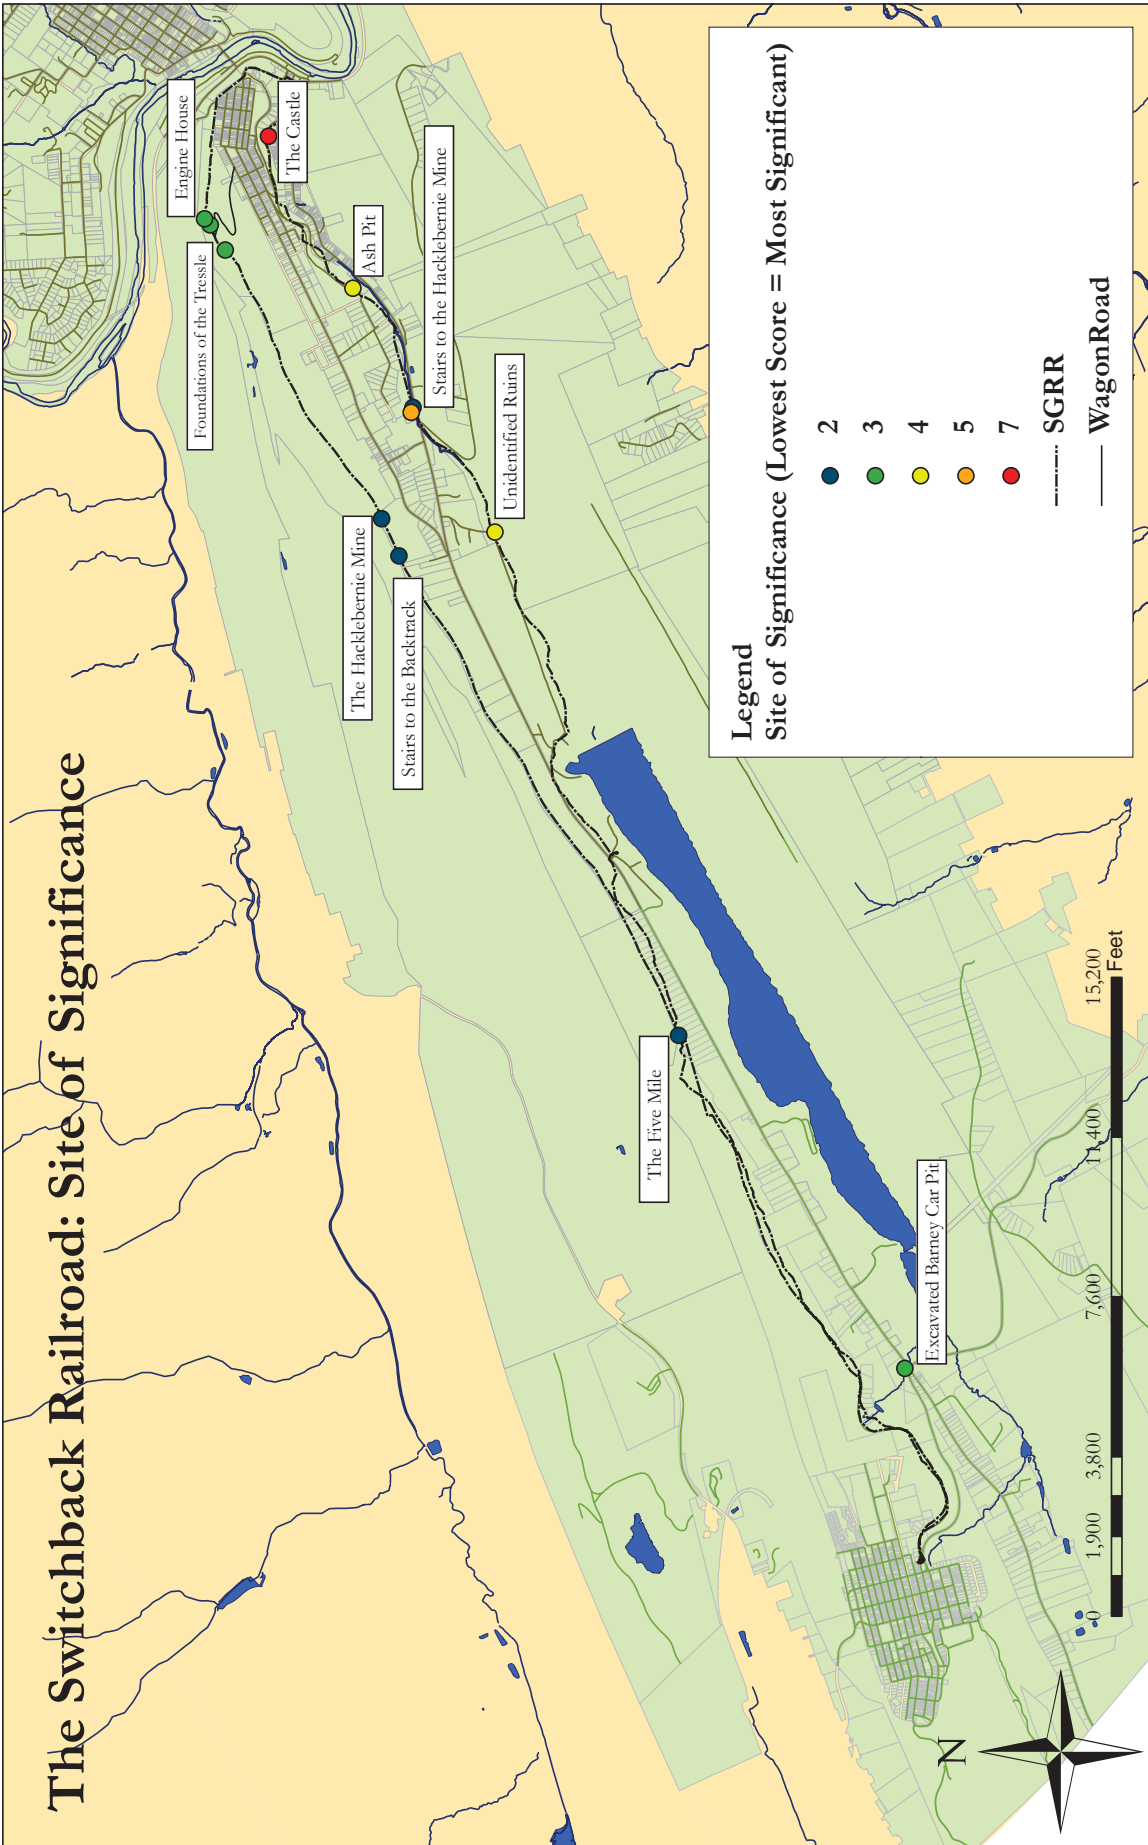 The Switchback Railroad: Site of Significance
Engine House
The Castle
Foundations of the Tressle
Ash Pit
Stairs to the Hacklebernie Mine
Unidentified Ruins
The Hacklebernie Mine
Stairs to the Backtrack
The Five Mile
Excavated Barney Car Pit
Legend
Site of Significance (Lowest Score = Most Significant)
2
3
4
5
7
SGRR
WagonRoad
N
0 1,900 3,800 7,600 11,400 15,200
Feet